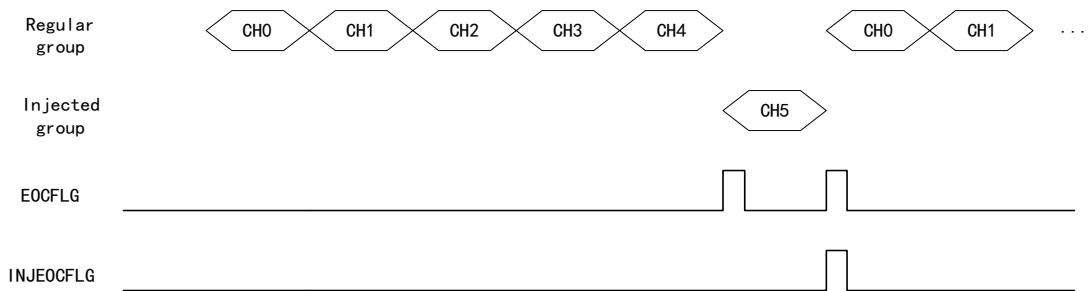 Regular
group
CH0 CH1 CH2 CH3 CH4 CH0 CH1 ...
Injected
group
CH5
EOCFLG
INJEOCFLG